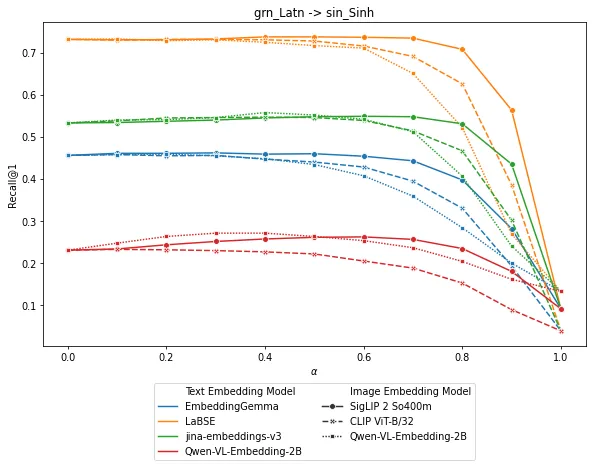 grn_Latn -> sin_Sinh
Recall@1
0.7
0.6
0.5
0.4
0.3
0.2
0.1
0.0 0.2 0.4 0.6 0.8 1.0
α
Text Embedding Model Image Embedding Model
EmbeddingGemma SigLIP 2 So400m
LaBSE CLIP ViT-B/32
jina-embeddings-v3 Qwen-VL-Embedding-2B
Qwen-VL-Embedding-2B